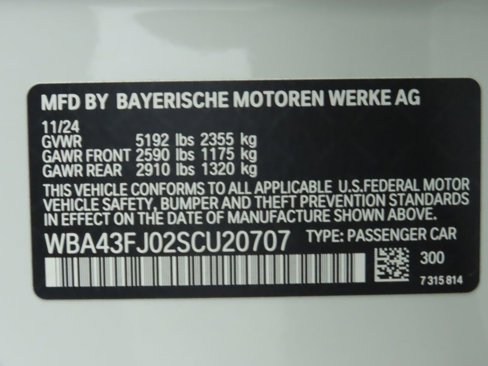 MFD BY BAYERISCHE MOTOREN WERKE AG
11/24
GVWR 5192 lbs 2355 kg
GAWR FRONT 2590 lbs 1175 kg
GAWR REAR 2910 lbs 1320 kg
THIS VEHICLE CONFORMS TO ALL APPLICABLE U.S.FEDERAL MOTOR
VEHICLE SAFETY, BUMPER AND THEFT PREVENTION STANDARDS
IN EFFECT ON THE DATE OF MANUFACTURE SHOWN ABOVE.
WBA43FJ02SCU20707 TYPE: PASSENGER CAR
300
7 315 814